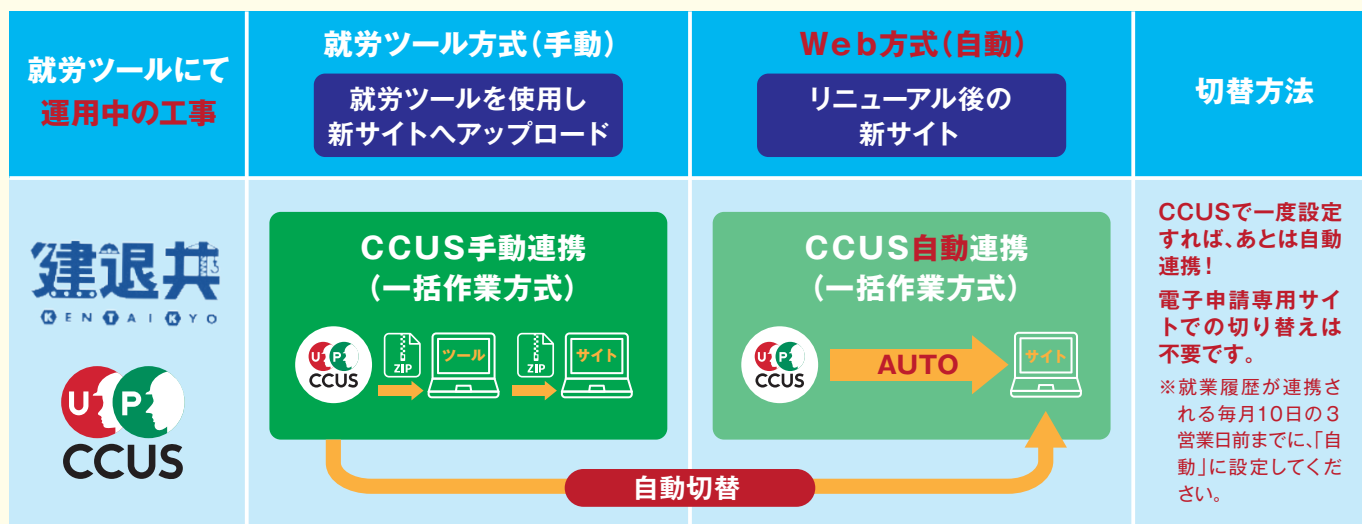 就労ツールにて
運用中の工事
就労ツール方式(手動)
就労ツールを使用し
新サイトへアップロード
Web方式(自動)
リニューアル後の
新サイト
切替方法
建退共
KENTAIKYO
UP
CCUS
CCUS手動連携
(一括作業方式)
UP
CCUS
ZIP
ツール
ZIP
サイト
CCUS自動連携
(一括作業方式)
UP
CCUS
AUTO
サイト
自動切替
CCUSで一度設定
すれば、あとは自動
連携!
電子申請専用サイ
トでの切り替えは
不要です。
※就業履歴が連携さ
れる毎月10日の3
営業日前までに、「自
動」に設定してくだ
さい。